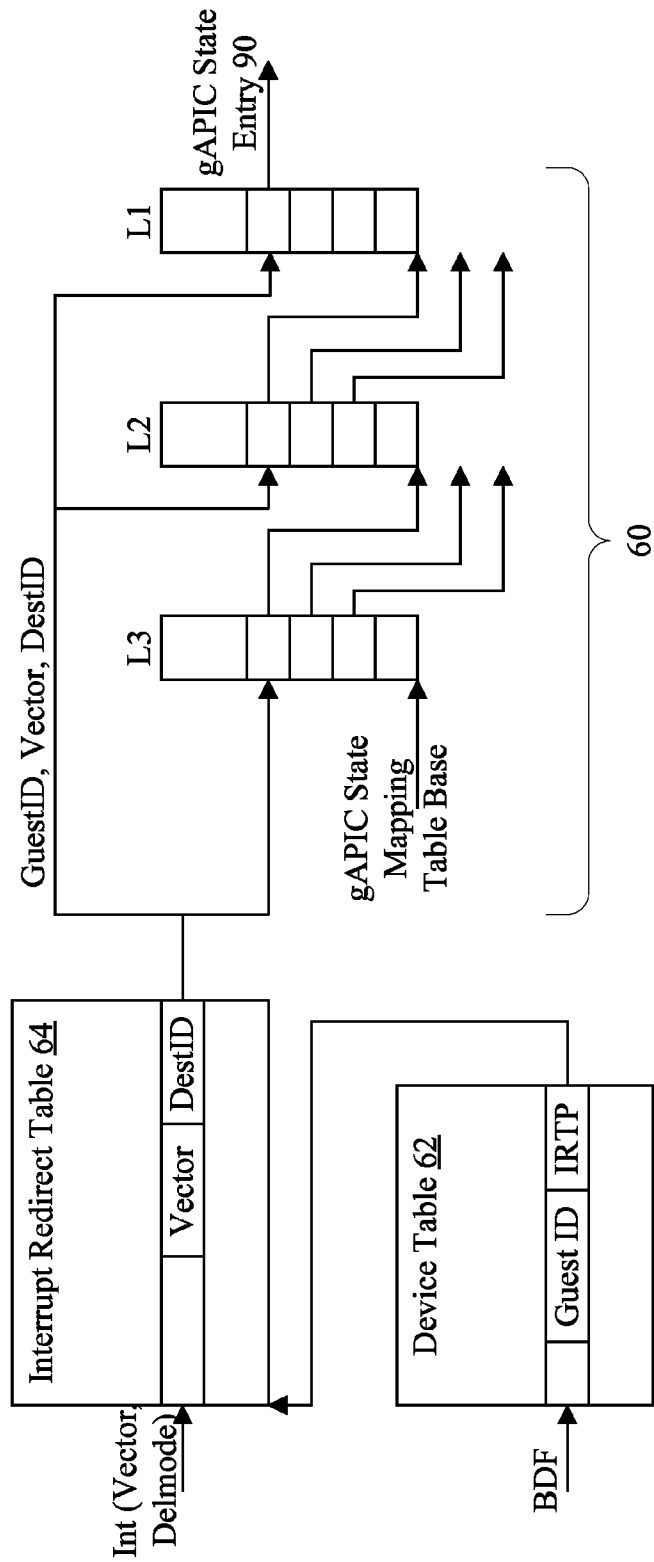 Interrupt Redirect Table 64
Vector
DestID
Int (Vector,
Delmode)
Device Table 62
Guest ID
IRTP
BDF
GuestID, Vector, DestID
L3
L2
L1
gAPIC State
Entry 90
gAPIC State
Mapping
Table Base
60